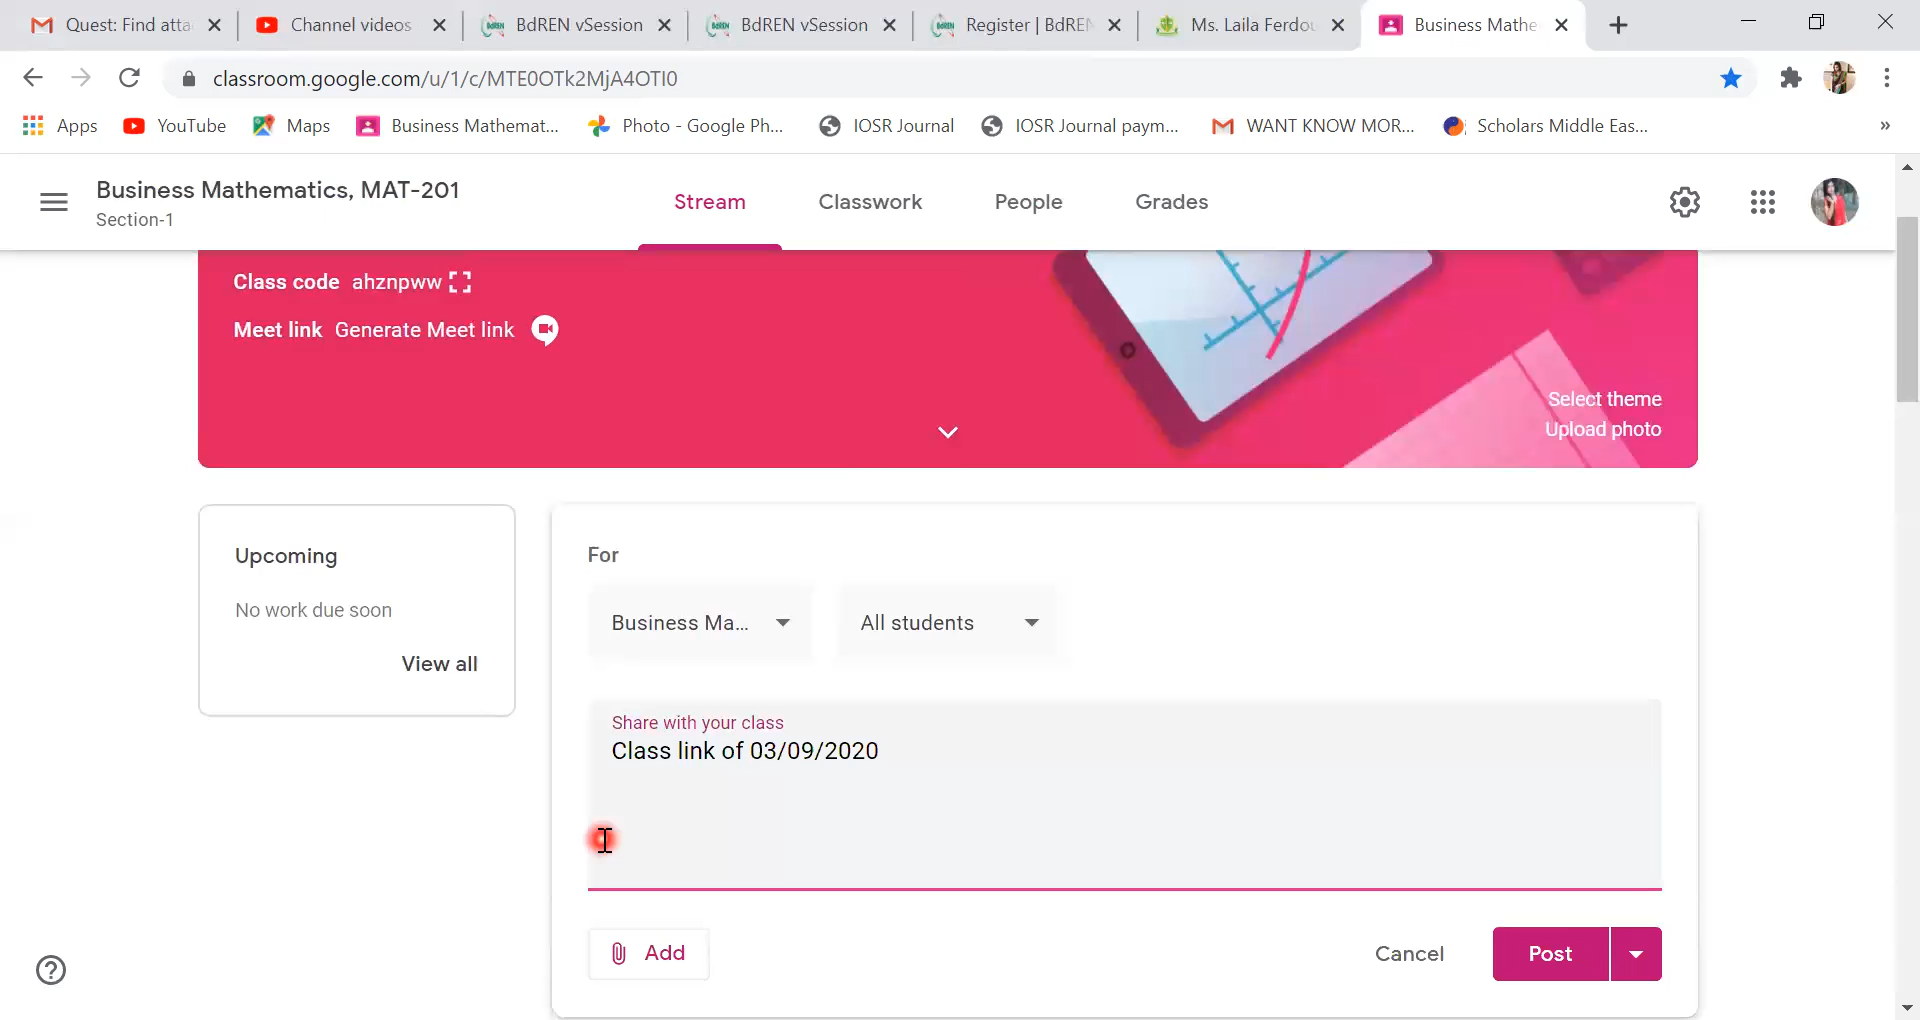 Quest: Find atta
Channel videos
BdREN vSession
BdREN vSession
Register | BdREN
Ms. Laila Ferdou
Business Mathe
classroom.google.com/u/1/c/MTE0OTk2MjA4OTI0
Apps
YouTube
Maps
Business Mathemat...
Photo - Google Ph...
IOSR Journal
IOSR Journal paym...
WANT KNOW MOR...
Scholars Middle Eas...
»
Business Mathematics, MAT-201
Section-1
Stream
Classwork
People
Grades
Class code ahznpww
Meet link Generate Meet link
Select theme
Upload photo
Upcoming
No work due soon
View all
For
Business Ma...
All students
Share with your class
Class link of 03/09/2020
Add
Cancel
Post